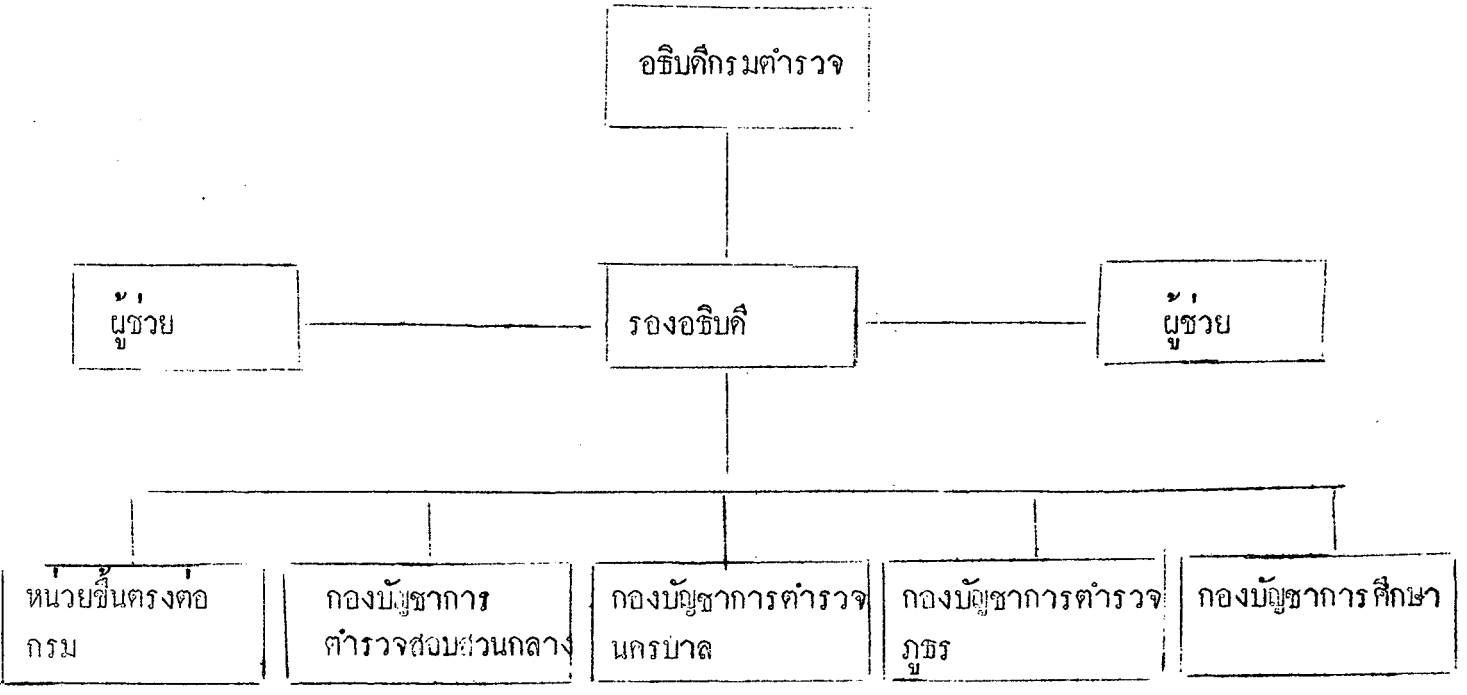 อธิบดีกรมตำรวจ
ผู้ช่วย
รองอธิบดี
ผู้ช่วย
หน่วยขึ้นตรงต่อ
กรม
กองบัญชาการ
ตำรวจสอบสวนกลาง
กองบัญชาการตำรวจ
นครบาล
กองบัญชาการตำรวจ
ภูธร
กองบัญชาการศึกษา